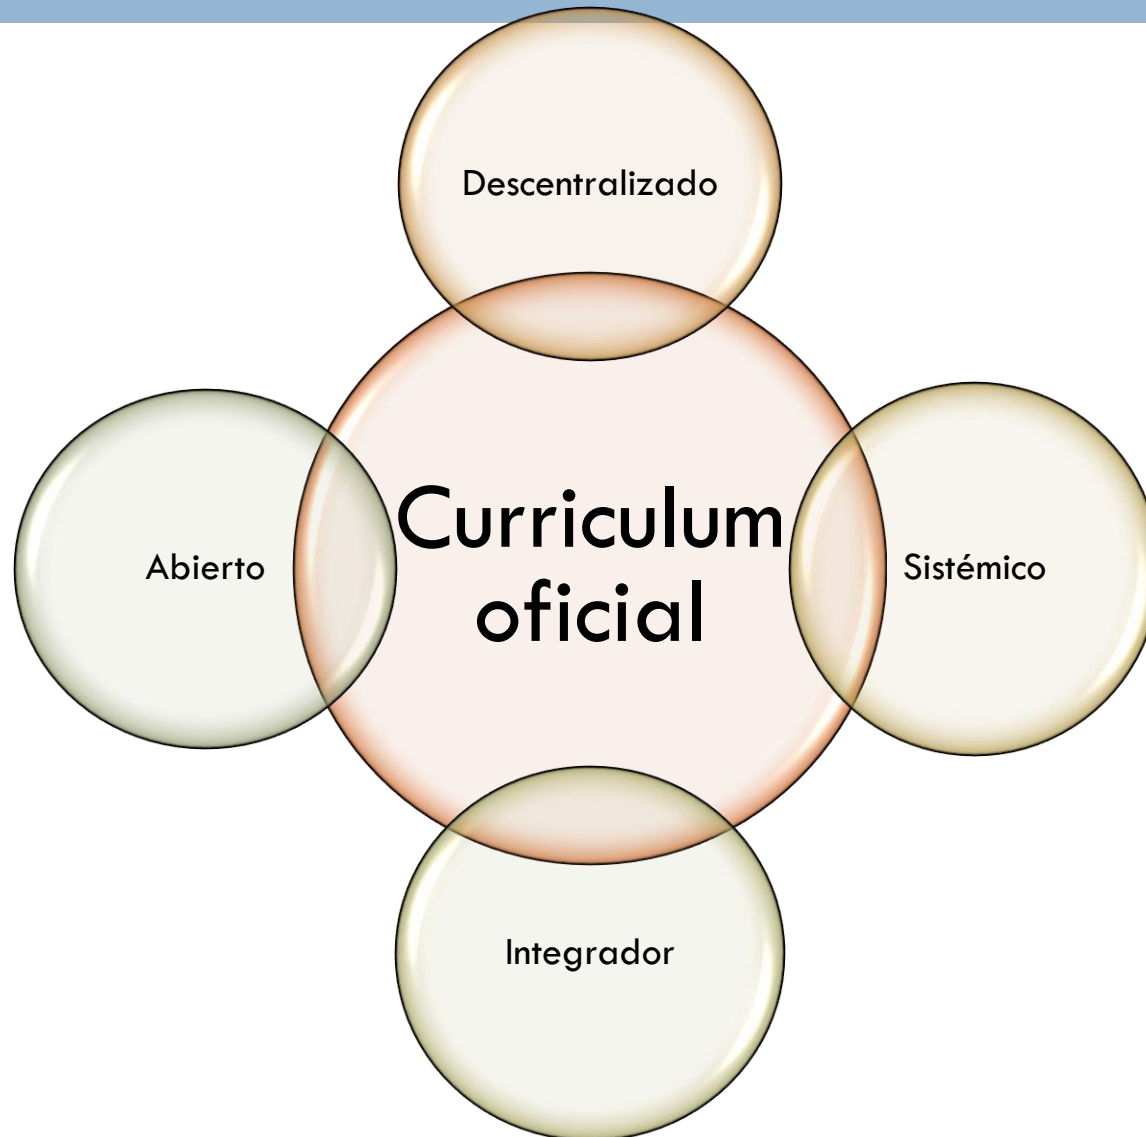 Descentralizado
Abierto
Curriculum
oficial
Sistémico
Integrador